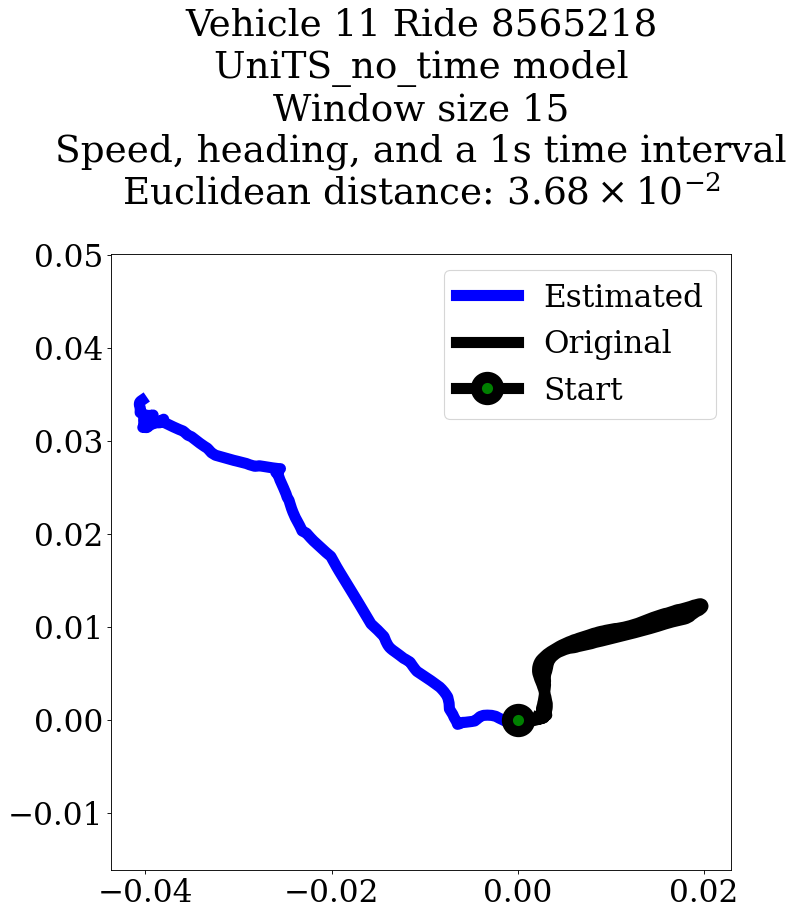 Vehicle 11 Ride 8565218
UniTS_no_time model
Window size 15
Speed, heading, and a 1s time interval
Euclidean distance: 3.68 × 10⁻²
Estimated
Original
Start
0.05
0.04
0.03
0.02
0.01
0.00
−0.01
−0.04
−0.02
0.00
0.02